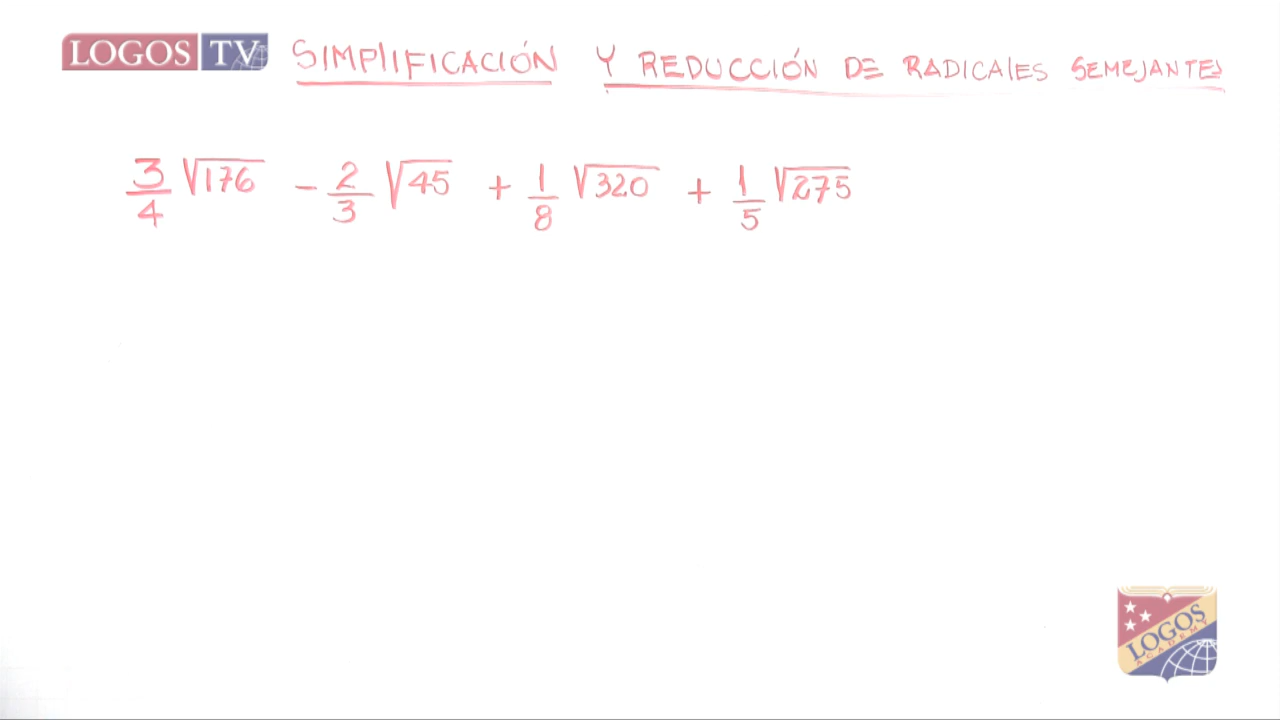 LOGOS TV SIMPLIFICACIÓN Y REDUCCIÓN DE RADICALES SEMEJANTES
3/4 √176 - 2/3 √45 + 1/8 √320 + 1/5 √275
LOGOS
ACADEMY